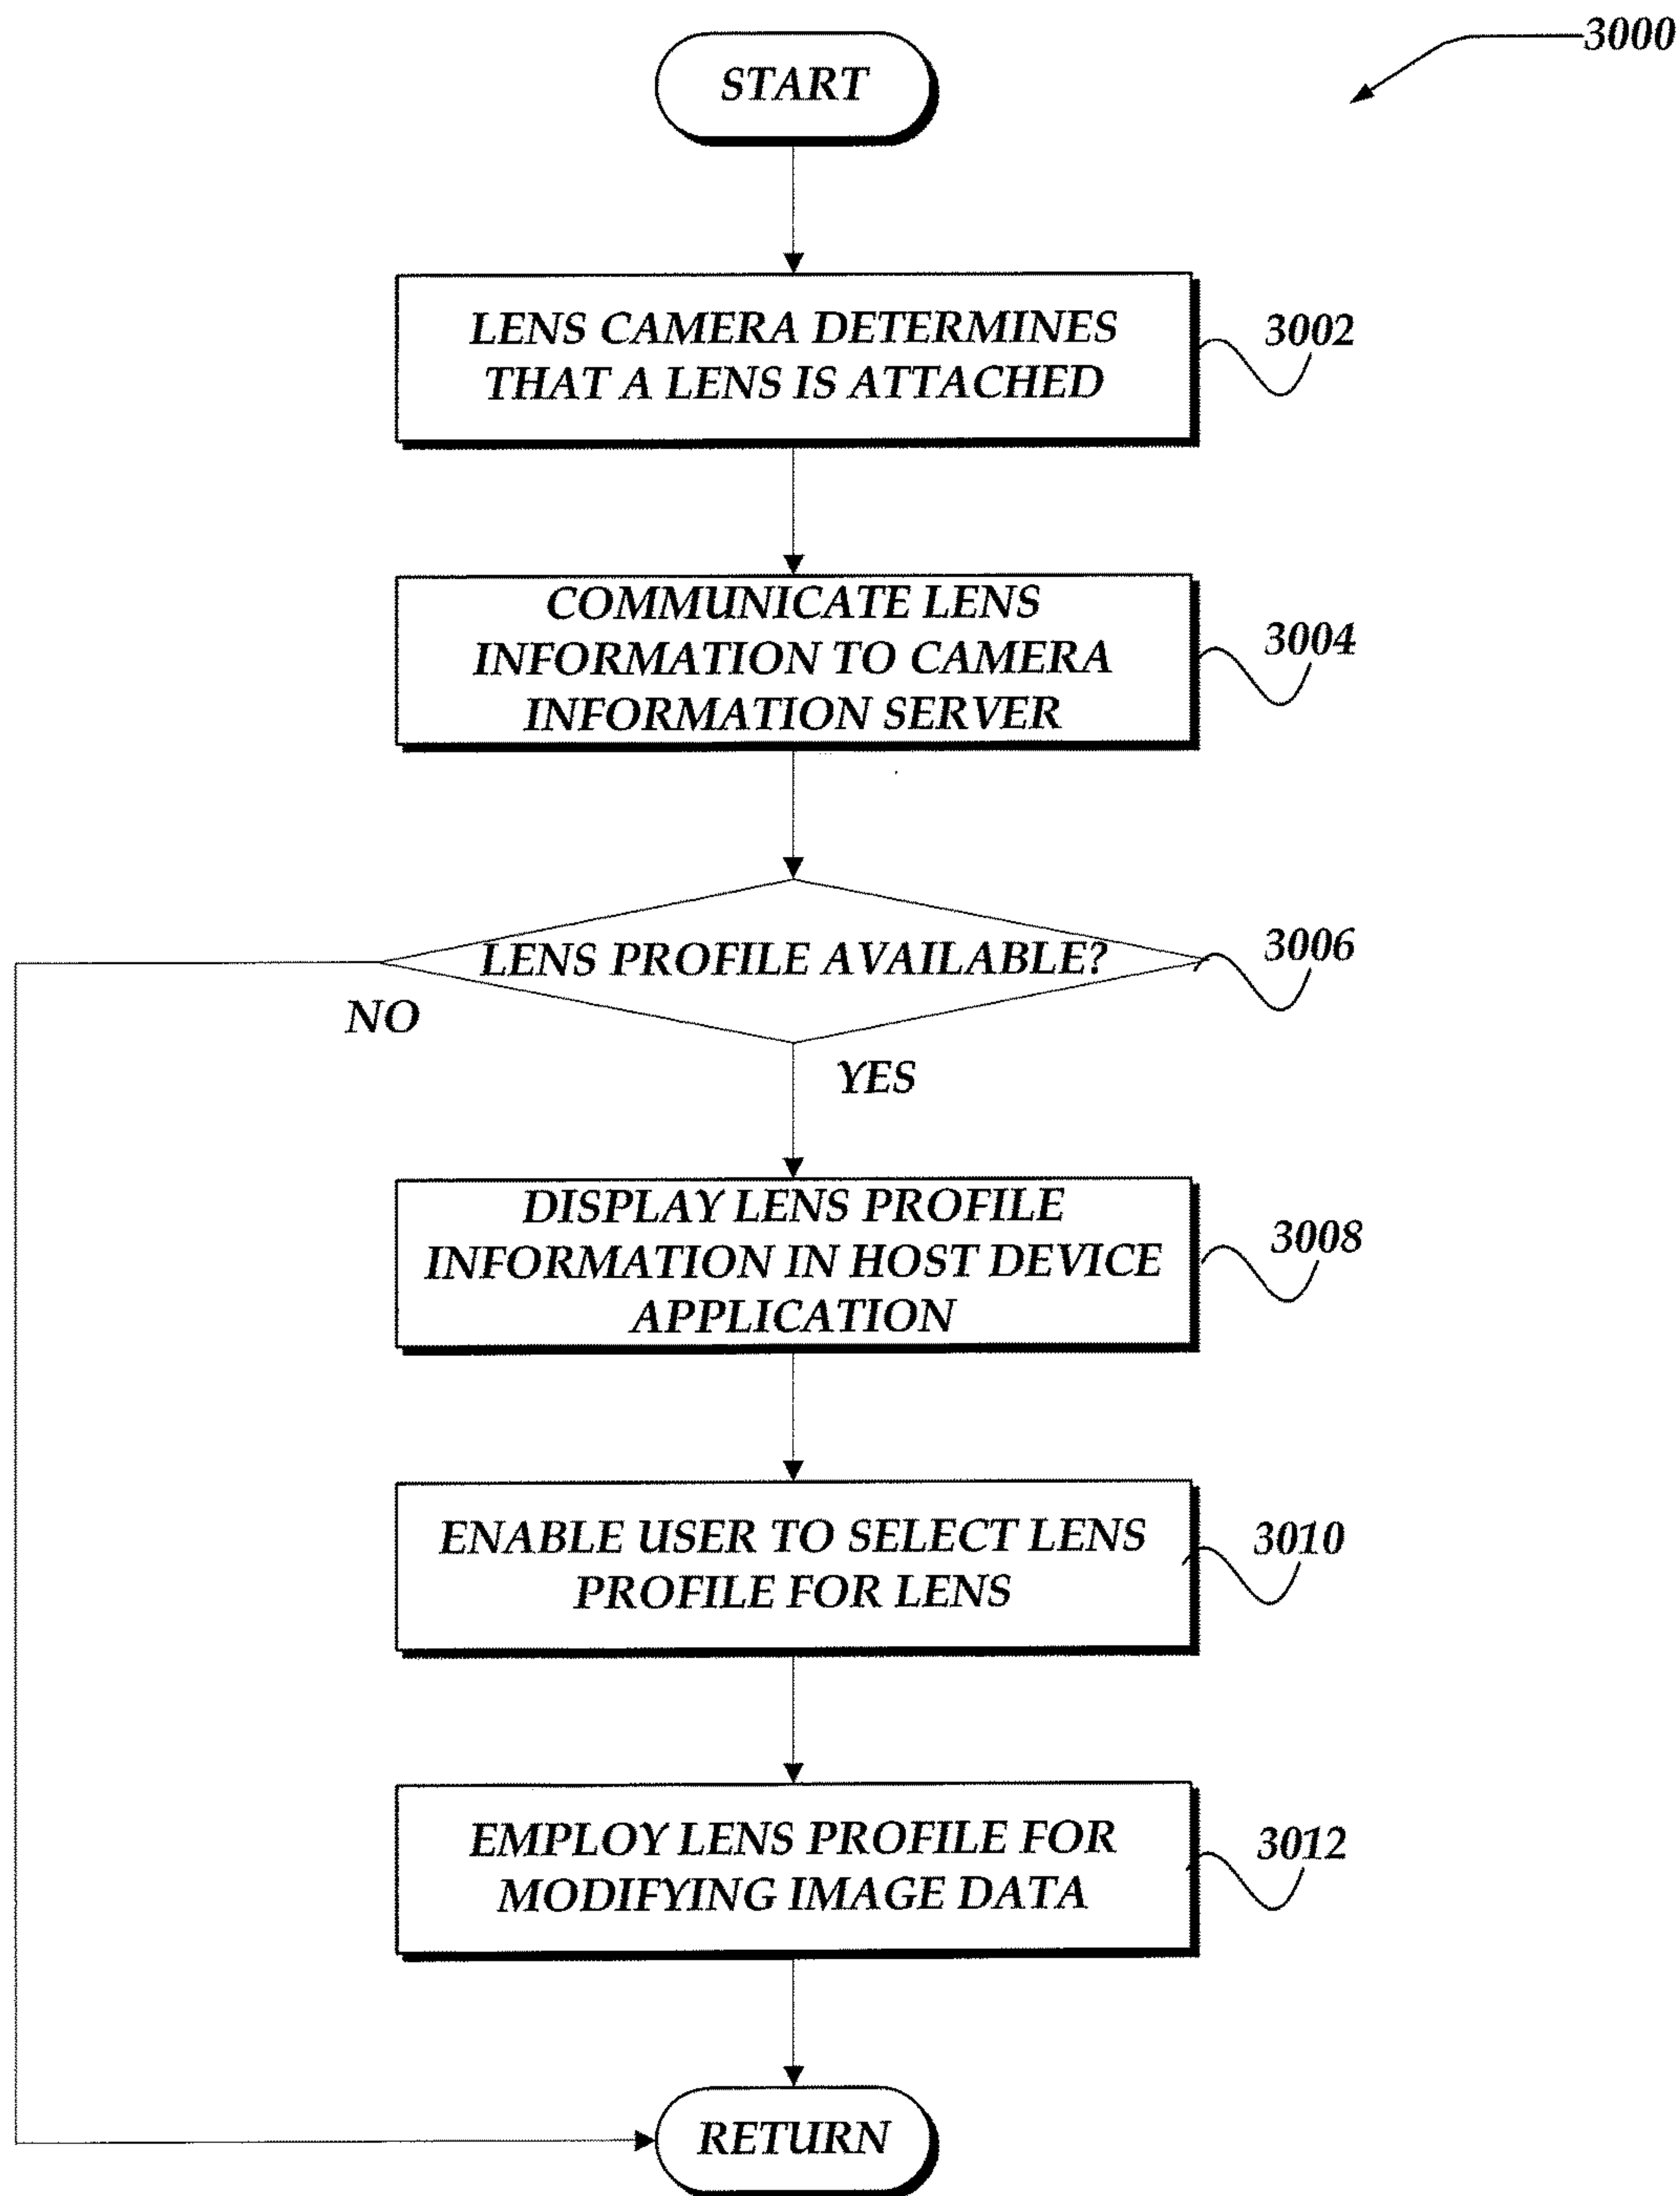 3000
START
LENS CAMERA DETERMINES
THAT A LENS IS ATTACHED
3002
COMMUNICATE LENS
INFORMATION TO CAMERA
INFORMATION SERVER
3004
LENS PROFILE AVAILABLE?
3006
NO
YES
DISPLAY LENS PROFILE
INFORMATION IN HOST DEVICE
APPLICATION
3008
ENABLE USER TO SELECT LENS
PROFILE FOR LENS
3010
EMPLOY LENS PROFILE FOR
MODIFYING IMAGE DATA
3012
RETURN